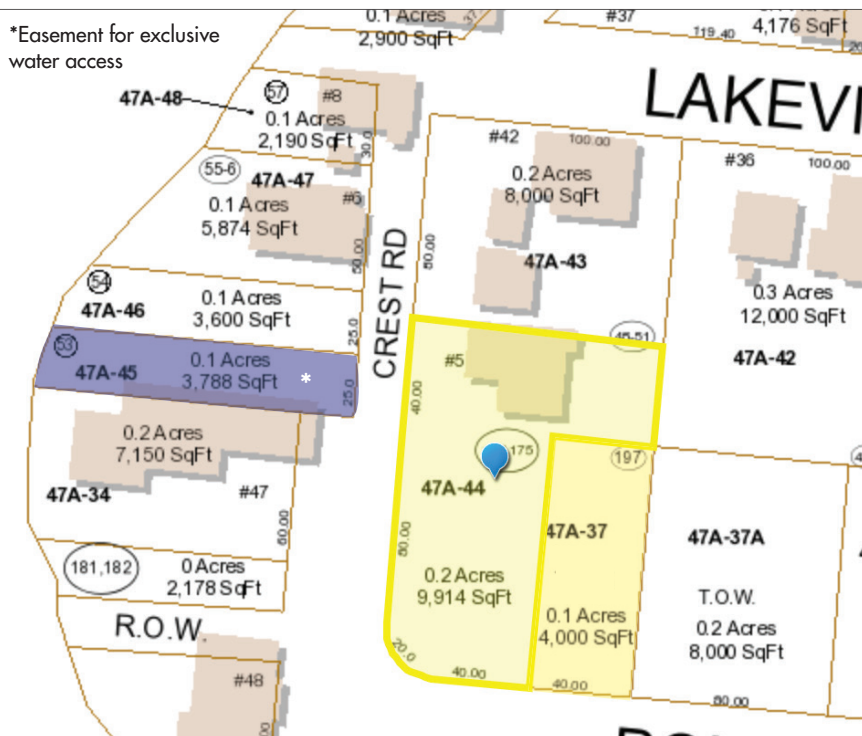 *Easement for exclusive
water access
0.1 Acres
2,900 SqFt
#37
119.40
4,176 SqFt
LAKEVI
47A-48
57
#8
0.1 Acres
2,190 SqFt
30.0
55-6
47A-47
#6
0.1 Acres
5,874 SqFt
50.00
54
47A-46
0.1 Acres
3,600 SqFt
25.0
53
47A-45
0.1 Acres
3,788 SqFt
*
25.0
0.2 Acres
7,150 SqFt
47A-34
#47
60.00
181,182
0 Acres
2,178 SqFt
R.O.W.
#48
CREST RD
#42
100.00
0.2 Acres
8,000 SqFt
80.00
47A-43
#36
100.00
0.3 Acres
12,000 SqFt
47A-42
#5
40.00
175
47A-44
80.00
0.2 Acres
9,914 SqFt
20.0
40.00
197
47A-37
0.1 Acres
4,000 SqFt
40.00
47A-37A
T.O.W.
0.2 Acres
8,000 SqFt
80.00